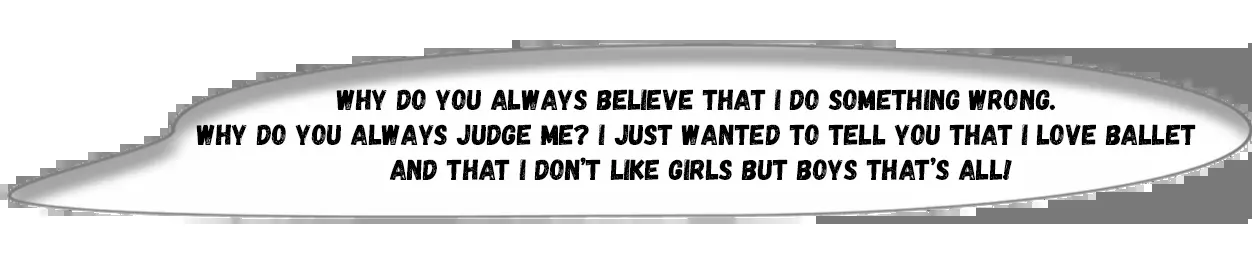 WHY DO YOU ALWAYS BELIEVE THAT I DO SOMETHING WRONG.
WHY DO YOU ALWAYS JUDGE ME? I JUST WANTED TO TELL YOU THAT I LOVE BALLET
AND THAT I DON'T LIKE GIRLS BUT BOYS THAT'S ALL!